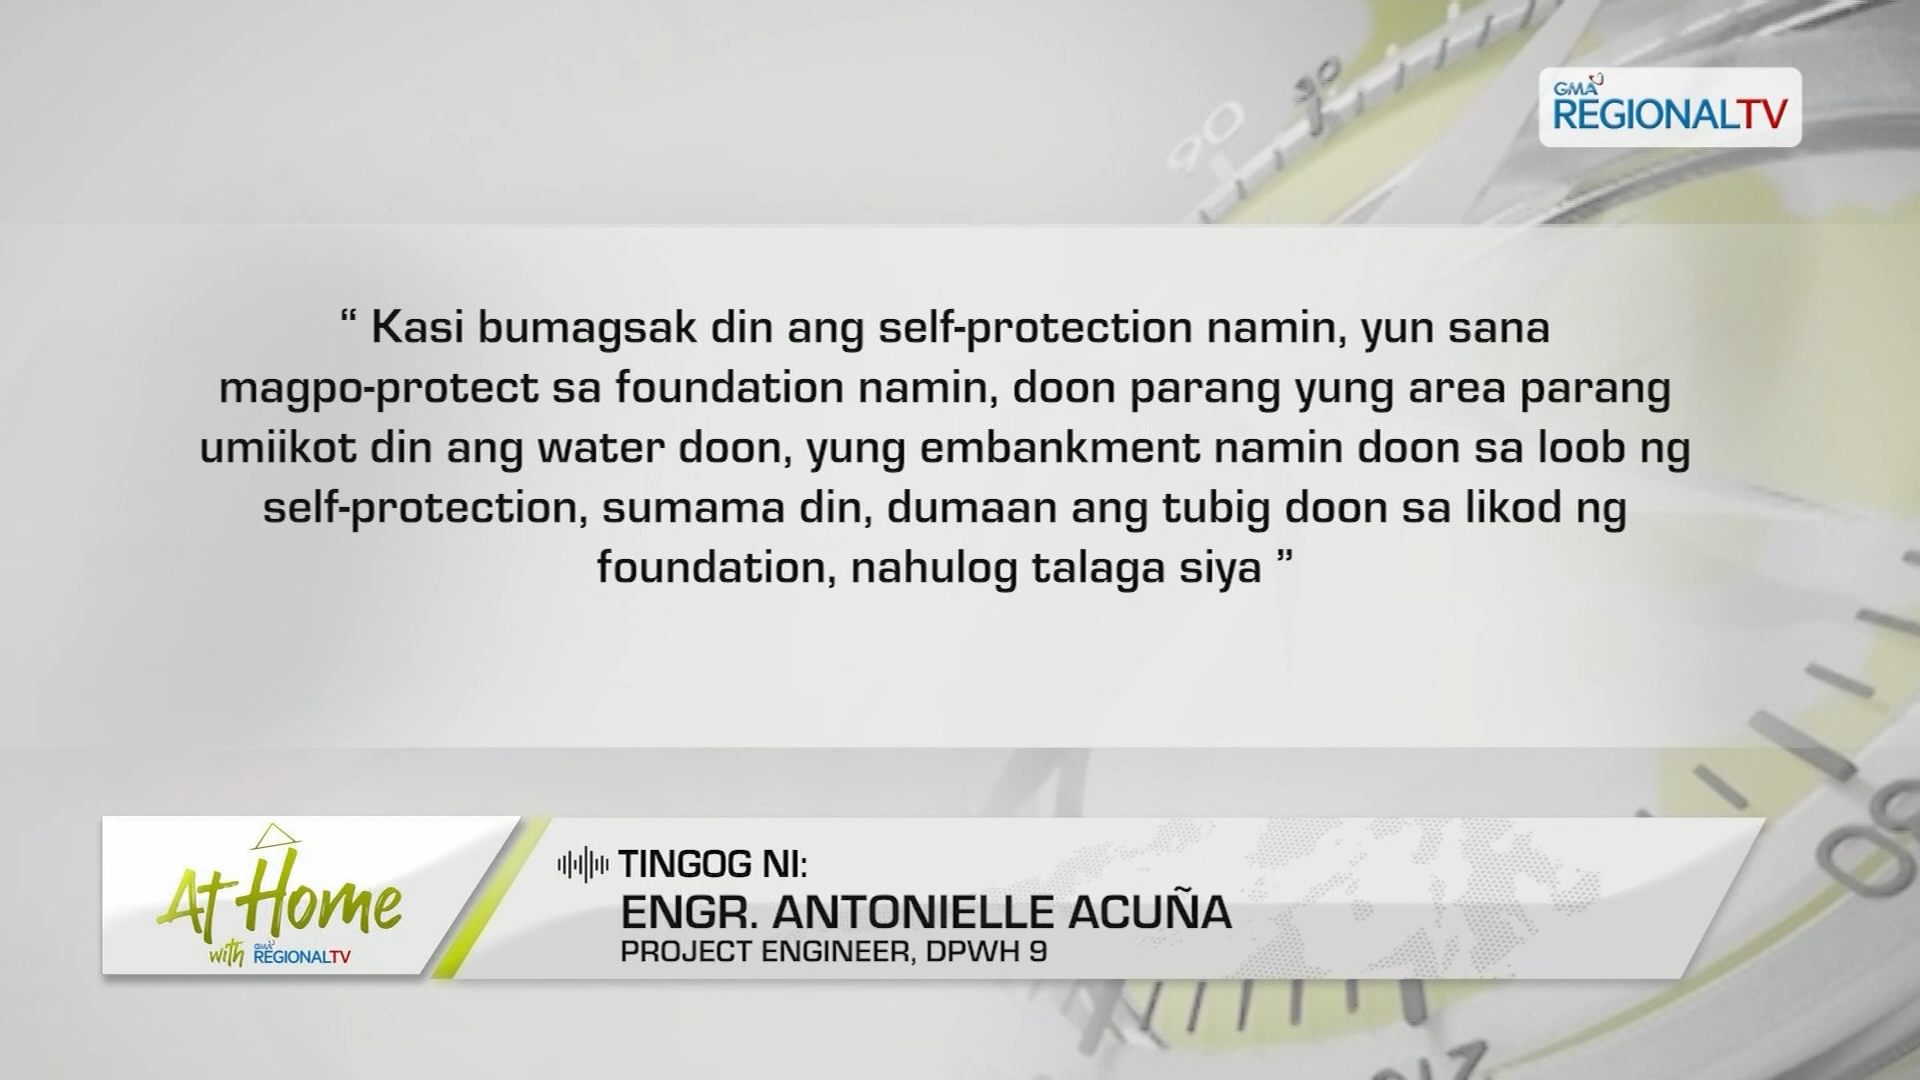 GMA
REGIONALTV
90
30
“ Kasi bumagsak din ang self-protection namin, yun sana
magpo-protect sa foundation namin, doon parang yung area parang
umiikot din ang water doon, yung embankment namin doon sa loob ng
self-protection, sumama din, dumaan ang tubig doon sa likod ng
foundation, nahulog talaga siya ”
At Home
with GMA REGIONALTV
TINGOG NI:
ENGR. ANTONIELLE ACUÑA
PROJECT ENGINEER, DPWH 9